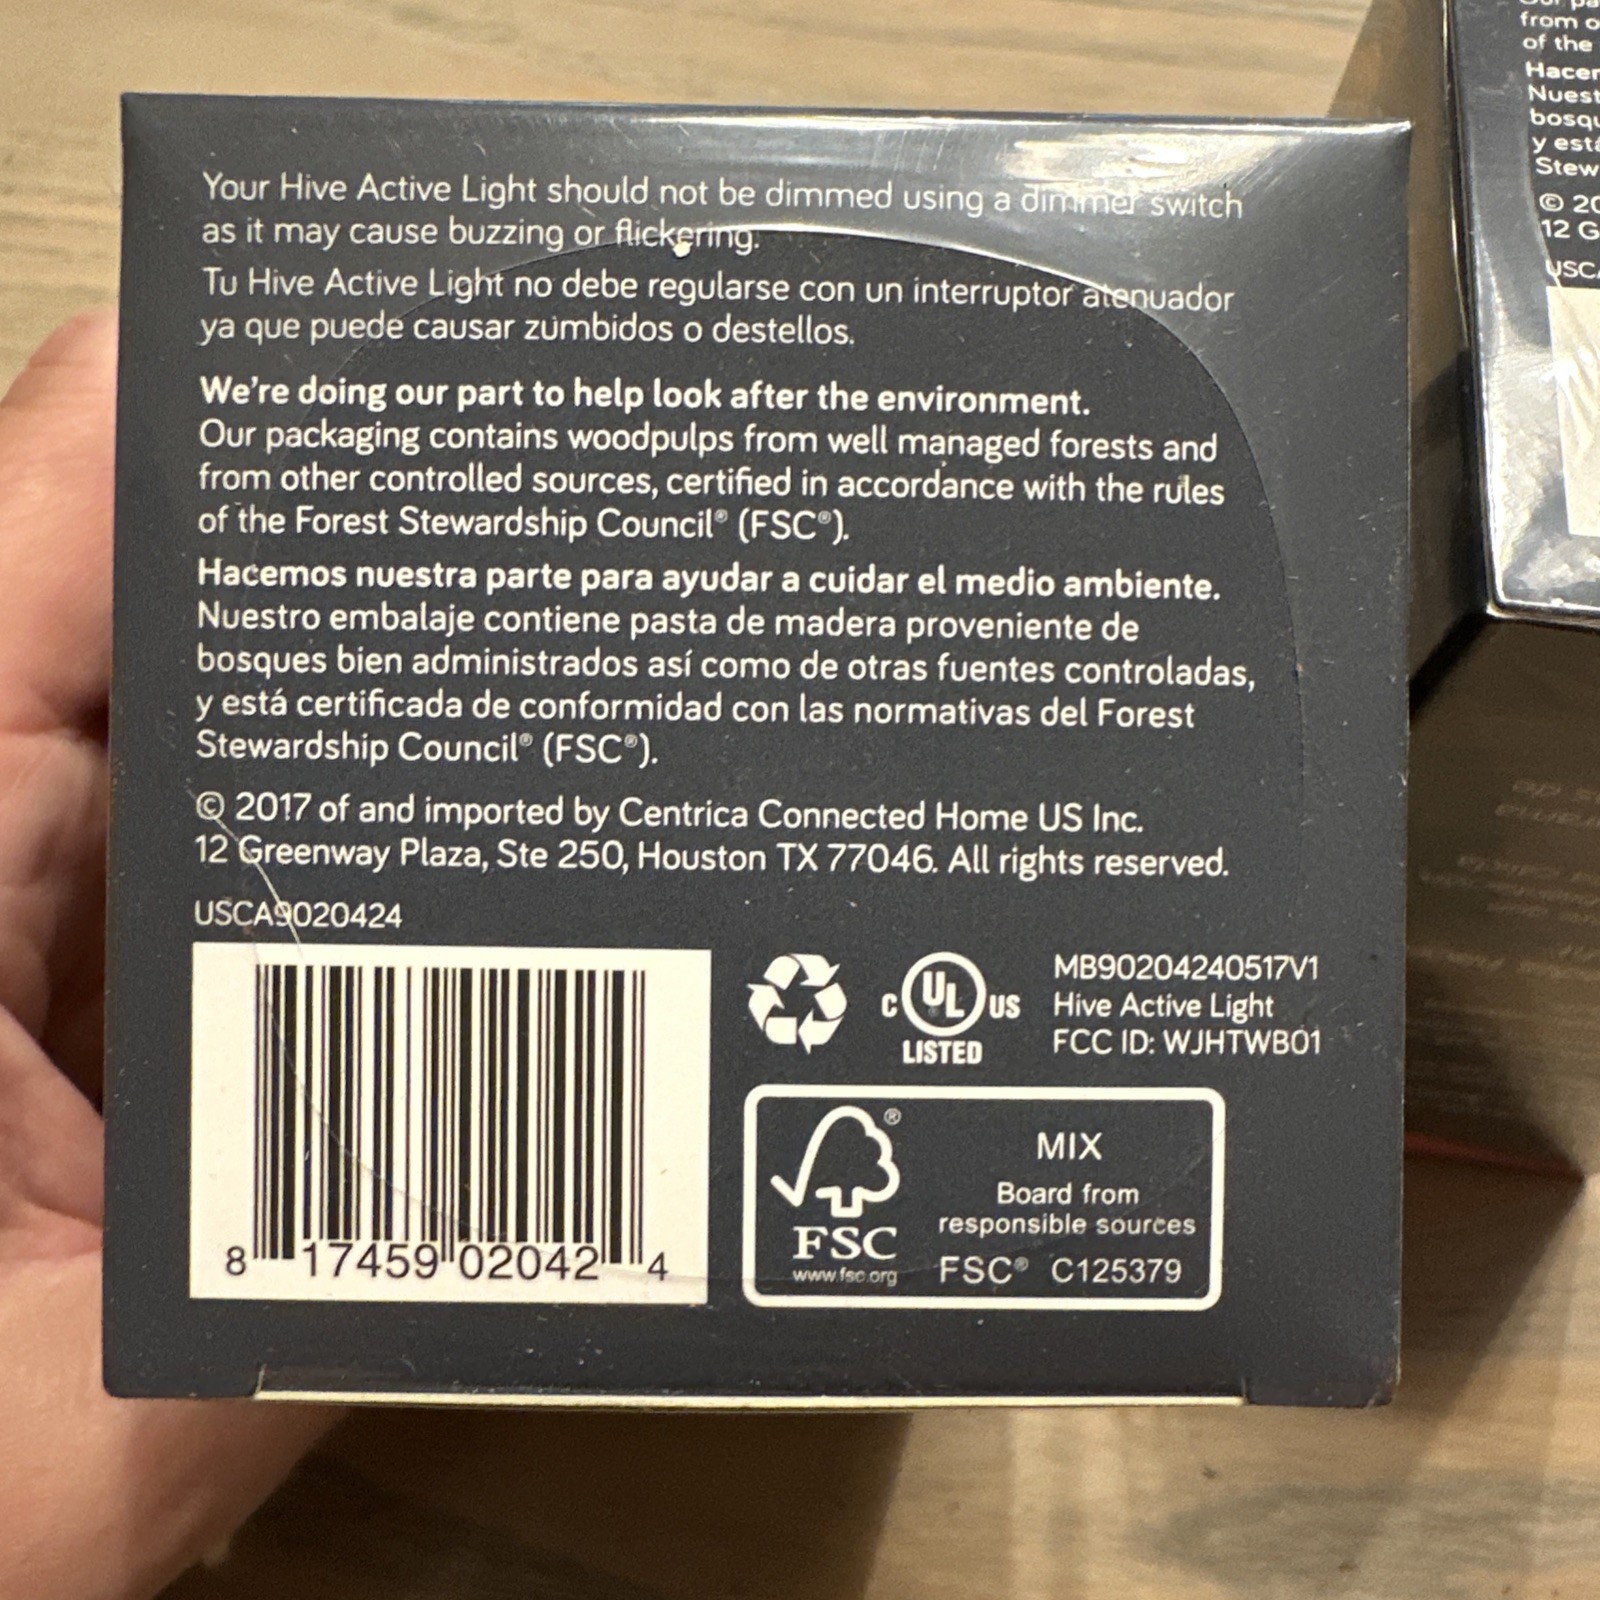 Your Hive Active Light should not be dimmed using a dimmer switch
as it may cause buzzing or flickering.
Tu Hive Active Light no debe regularse con un interruptor atenuador
ya que puede causar zumbidos o destellos.
We're doing our part to help look after the environment.
Our packaging contains woodpulps from well managed forests and
from other controlled sources, certified in accordance with the rules
of the Forest Stewardship Council® (FSC®).
Hacemos nuestra parte para ayudar a cuidar el medio ambiente.
Nuestro embalaje contiene pasta de madera proveniente de
bosques bien administrados así como de otras fuentes controladas,
y está certificada de conformidad con las normativas del Forest
Stewardship Council® (FSC®).
© 2017 of and imported by Centrica Connected Home US Inc.
12 Greenway Plaza, Ste 250, Houston TX 77046. All rights reserved.
USCA9020424
8 17459 02042 4
C UL US
LISTED
MB90204240517V1
Hive Active Light
FCC ID: WJHTWB01
®
FSC
www.fsc.org
MIX
Board from
responsible sources
FSC® C125379
from
of the
©
12